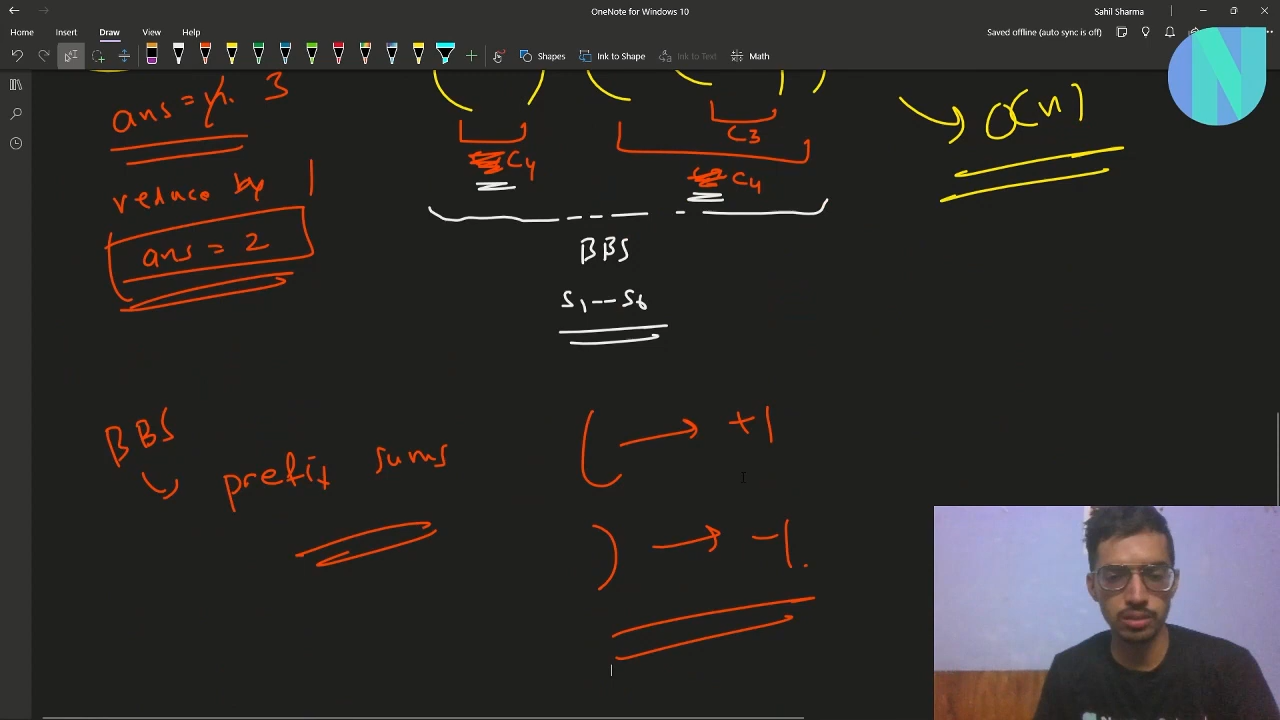 OneNote for Windows 10
Sahil Sharma
Home Insert Draw View Help
Saved offline (auto sync is off)
Shapes
Ink to Shape
Ink to Text
Math
ans = 3
reduce by 1
ans = 2
C4
C3
C4
BBS
S1---S6
O(n)
BBS
prefix sums
( → +1
) → -1.
N